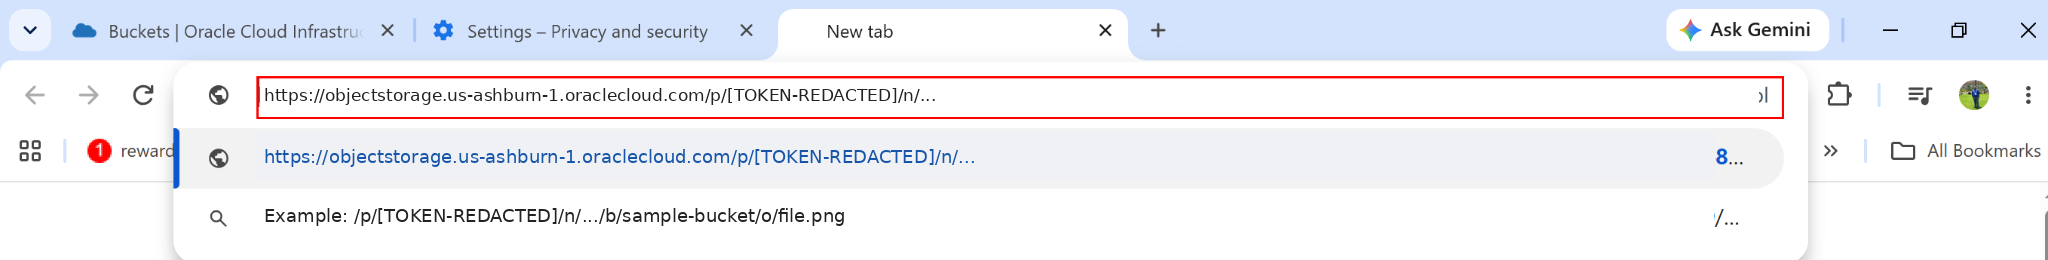 Buckets | Oracle Cloud Infrastruc
Settings – Privacy and security
New tab
Ask Gemini
https://objectstorage.us-ashburn-1.oraclecloud.com/p/[TOKEN-REDACTED]/n/...
1 reward
https://objectstorage.us-ashburn-1.oraclecloud.com/p/[TOKEN-REDACTED]/n/... 8...
» All Bookmarks
Example: /p/[TOKEN-REDACTED]/n/.../b/sample-bucket/o/file.png /...